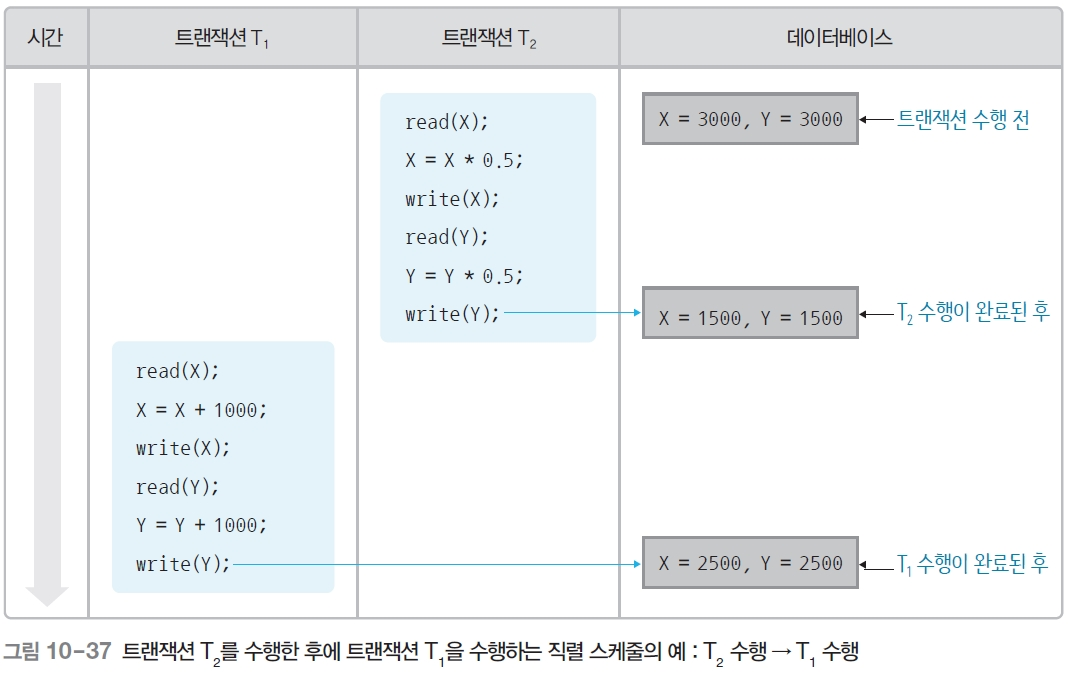 시간 트랜잭션 T1 트랜잭션 T2 데이터베이스
read(X);
X = X * 0.5;
write(X);
read(Y);
Y = Y * 0.5;
write(Y);
X = 3000, Y = 3000 트랜잭션 수행 전
X = 1500, Y = 1500 T2 수행이 완료된 후
read(X);
X = X + 1000;
write(X);
read(Y);
Y = Y + 1000;
write(Y);
X = 2500, Y = 2500 T1 수행이 완료된 후
그림 10-37 트랜잭션 T2를 수행한 후에 트랜잭션 T1을 수행하는 직렬 스케줄의 예 : T2 수행 → T1 수행